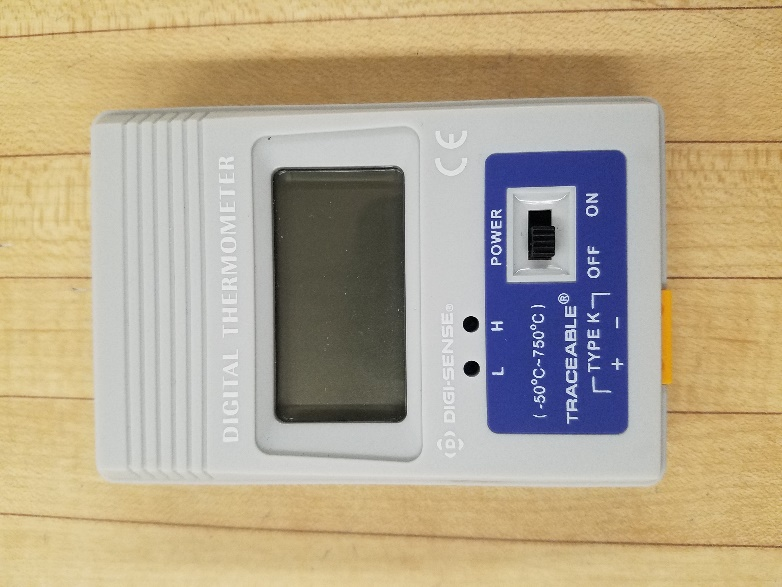 DIGITAL THERMOMETER
DIGI-SENSE®
CE
L H
POWER
(-50°C~750°C)
TRACEABLE®
TYPE K
OFF ON
+ −